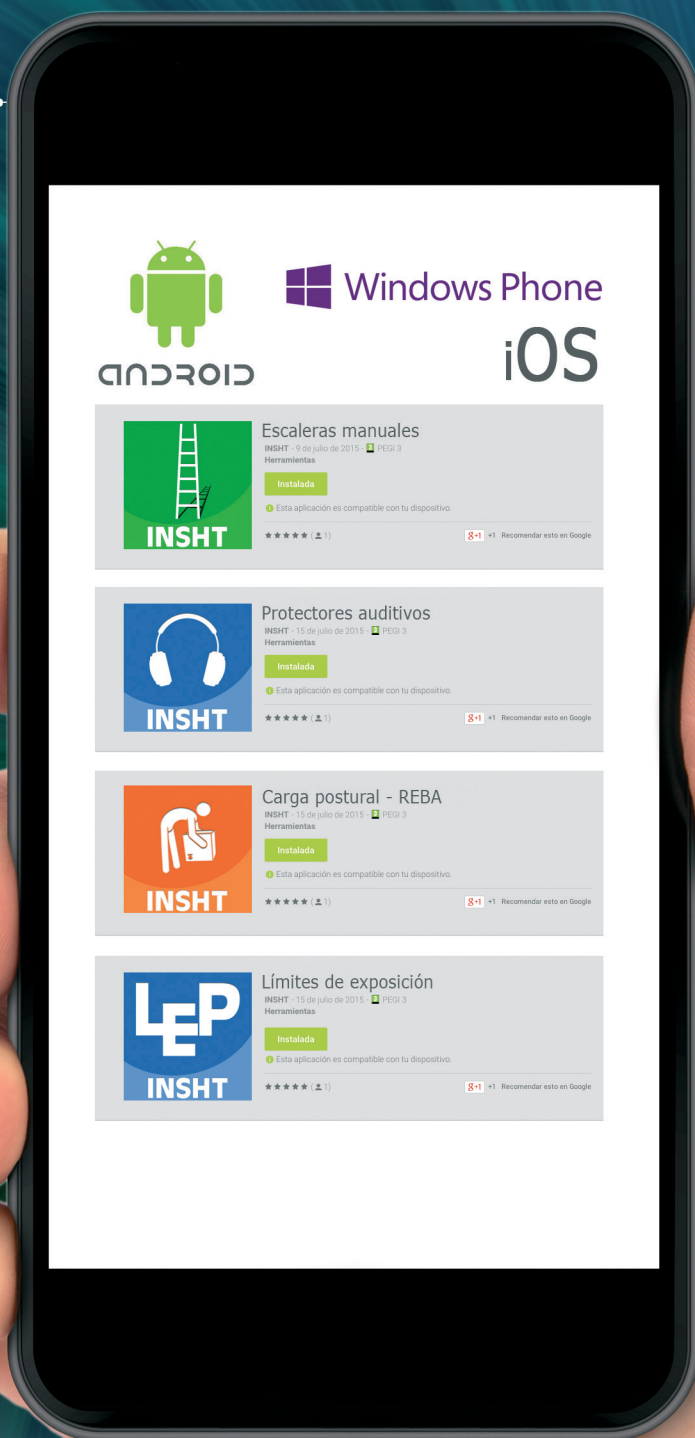 ANDROID
Windows Phone
iOS
INSHT
Escaleras manuales
INSHT - 9 de julio de 2015 - 3 PEGI 3
Herramientas
Instalada
Esta aplicación es compatible con tu dispositivo.
★★★★★ (1)
g+1 +1 Recomendar esto en Google
INSHT
Protectores auditivos
INSHT - 15 de julio de 2015 - 3 PEGI 3
Herramientas
Instalada
Esta aplicación es compatible con tu dispositivo.
★★★★★ (1)
g+1 +1 Recomendar esto en Google
INSHT
Carga postural - REBA
INSHT - 15 de julio de 2015 - 3 PEGI 3
Herramientas
Instalada
Esta aplicación es compatible con tu dispositivo.
★★★★★ (1)
g+1 +1 Recomendar esto en Google
LEP
INSHT
Límites de exposición
INSHT - 15 de julio de 2015 - 3 PEGI 3
Herramientas
Instalada
Esta aplicación es compatible con tu dispositivo.
★★★★★ (1)
g+1 +1 Recomendar esto en Google